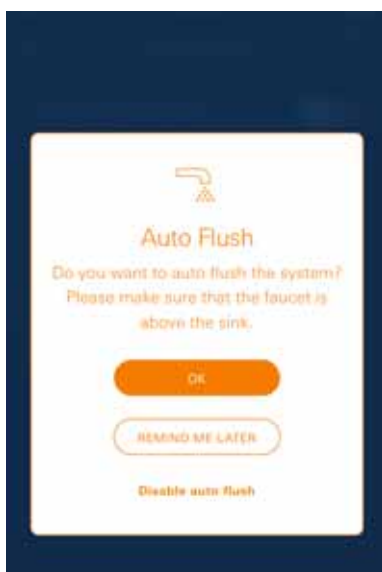 Auto Flush
Do you want to auto flush the system?
Please make sure that the faucet is
above the sink.
OK
REMIND ME LATER
Disable auto flush